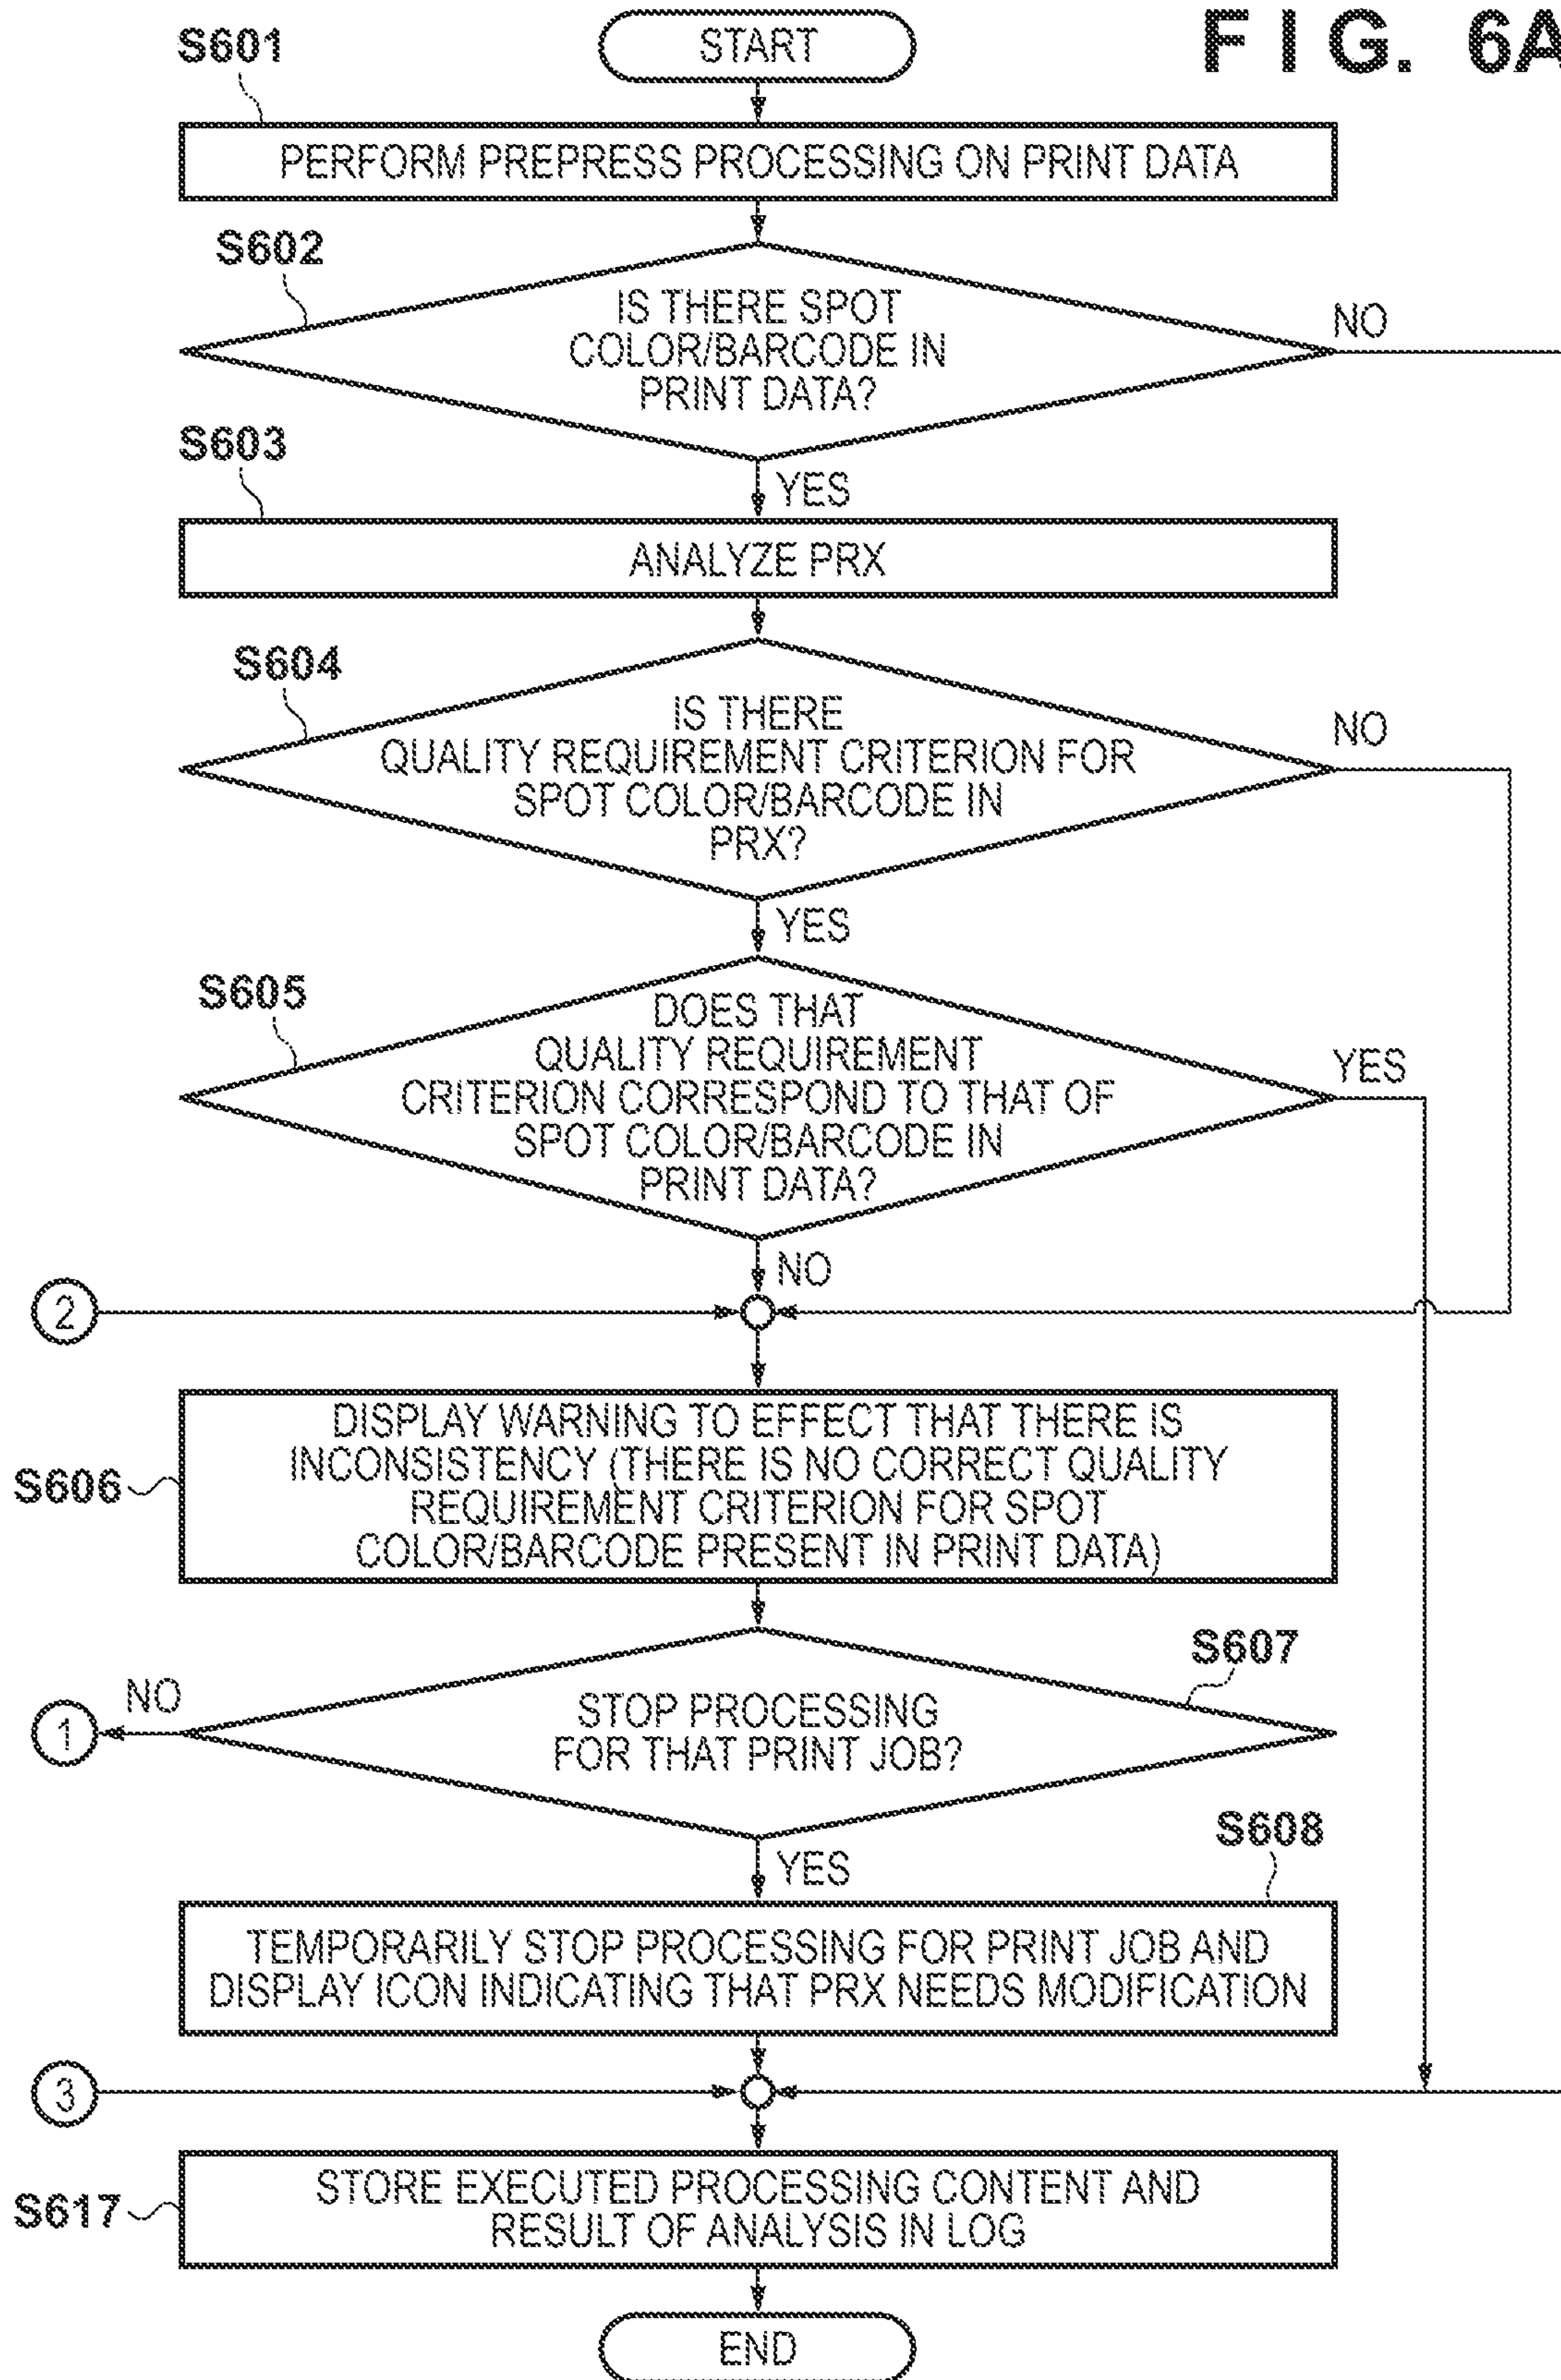 FIG. 6A
START
S601
PERFORM PREPRESS PROCESSING ON PRINT DATA
S602
IS THERE SPOT
COLOR/BARCODE IN
PRINT DATA?
NO
YES
S603
ANALYZE PRX
S604
IS THERE
QUALITY REQUIREMENT CRITERION FOR
SPOT COLOR/BARCODE IN
PRX?
NO
YES
S605
DOES THAT
QUALITY REQUIREMENT
CRITERION CORRESPOND TO THAT OF
SPOT COLOR/BARCODE IN
PRINT DATA?
YES
NO
2
S606
DISPLAY WARNING TO EFFECT THAT THERE IS
INCONSISTENCY (THERE IS NO CORRECT QUALITY
REQUIREMENT CRITERION FOR SPOT
COLOR/BARCODE PRESENT IN PRINT DATA)
S607
NO
1
STOP PROCESSING
FOR THAT PRINT JOB?
YES
S608
TEMPORARILY STOP PROCESSING FOR PRINT JOB AND
DISPLAY ICON INDICATING THAT PRX NEEDS MODIFICATION
3
S617
STORE EXECUTED PROCESSING CONTENT AND
RESULT OF ANALYSIS IN LOG
END